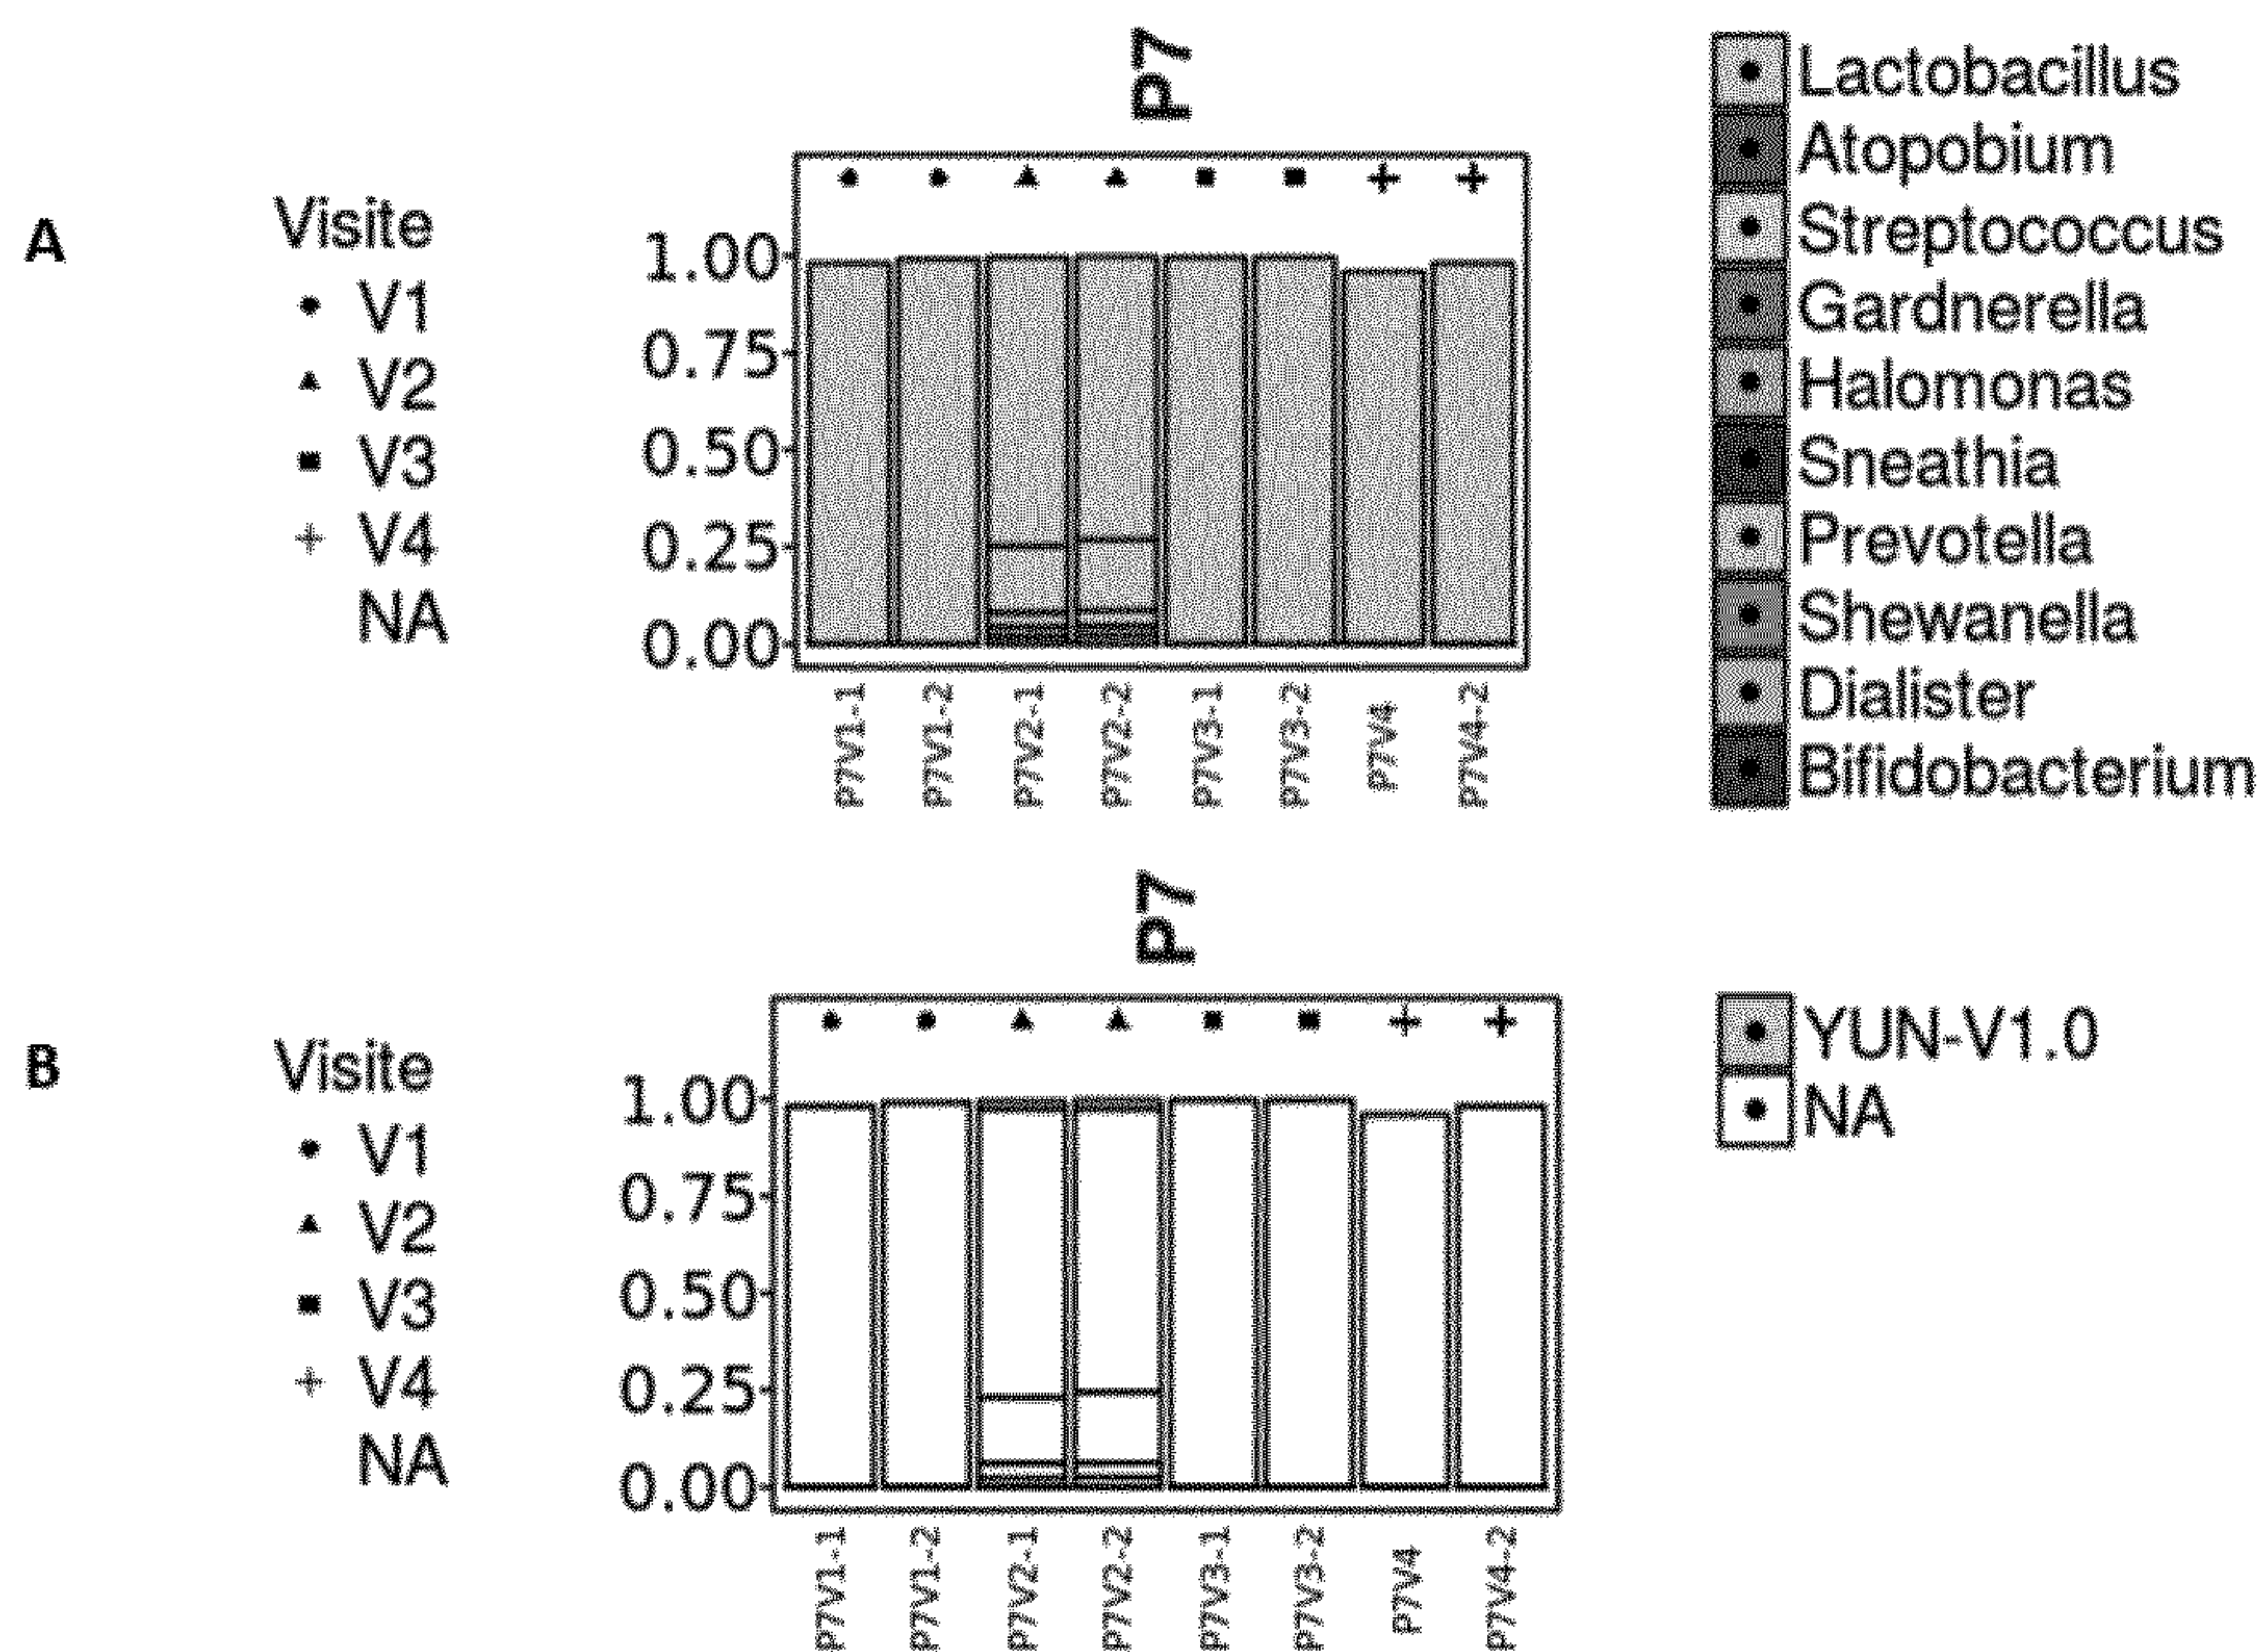 A
Visite
V1
V2
V3
V4
NA
P7
1.00
0.75
0.50
0.25
0.00
P7V1-1
P7V1-2
P7V2-1
P7V2-2
P7V3-1
P7V3-2
P7V4
P7V4-2
Lactobacillus
Atopobium
Streptococcus
Gardnerella
Halomonas
Sneathia
Prevotella
Shewanella
Dialister
Bifidobacterium
B
Visite
V1
V2
V3
V4
NA
P7
1.00
0.75
0.50
0.25
0.00
P7V1-1
P7V1-2
P7V2-1
P7V2-2
P7V3-1
P7V3-2
P7V4
P7V4-2
YUN-V1.0
NA